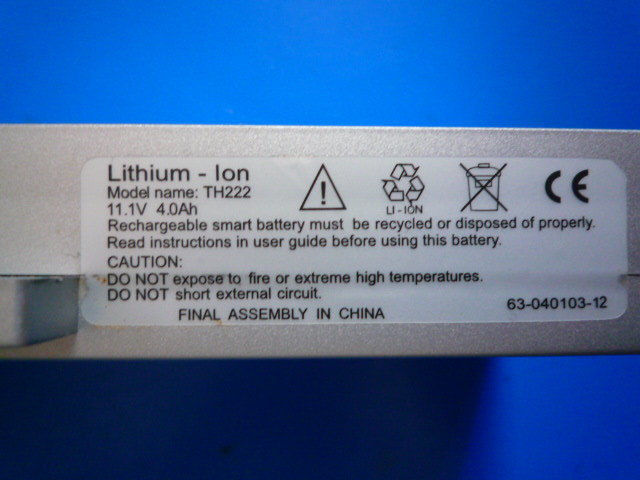 Lithium - Ion
Model name: TH222
11.1V 4.0Ah
LI-ION
CE
Rechargeable smart battery must be recycled or disposed of properly.
Read instructions in user guide before using this battery.
CAUTION:
DO NOT expose to fire or extreme high temperatures.
DO NOT short external circuit.
63-040103-12
FINAL ASSEMBLY IN CHINA